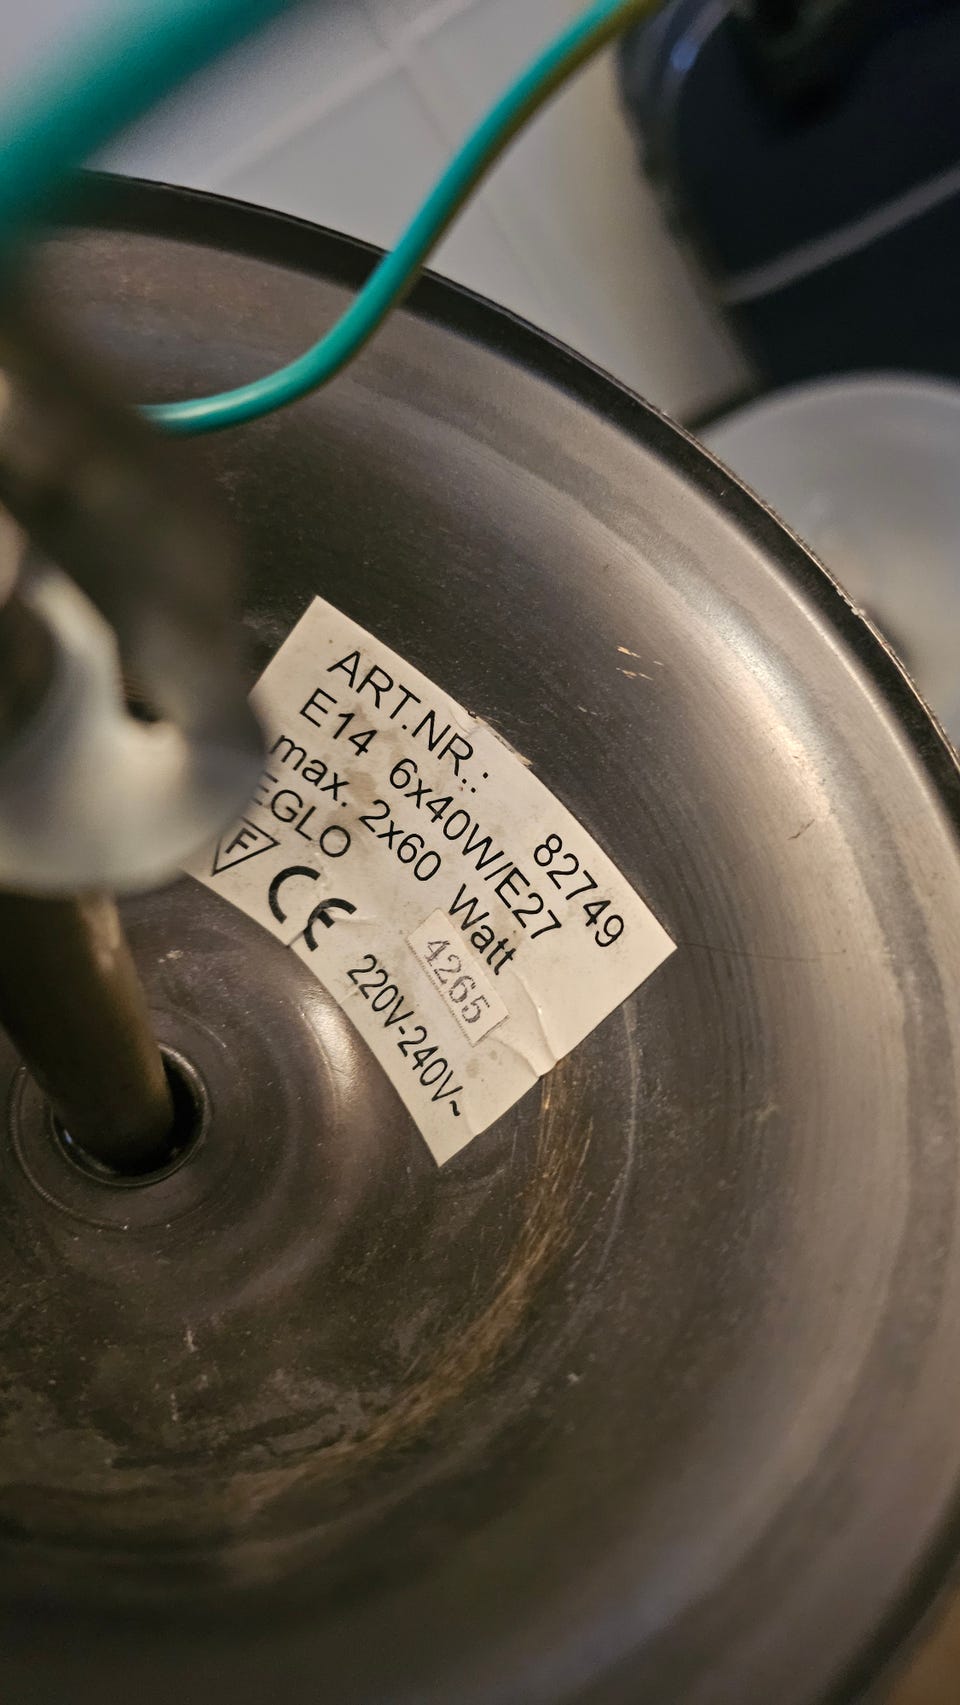 ART.NR.: 82749
E14 6x40W/E27
max. 2x60 Watt
EGLO
F CE 4265
220V-240V~